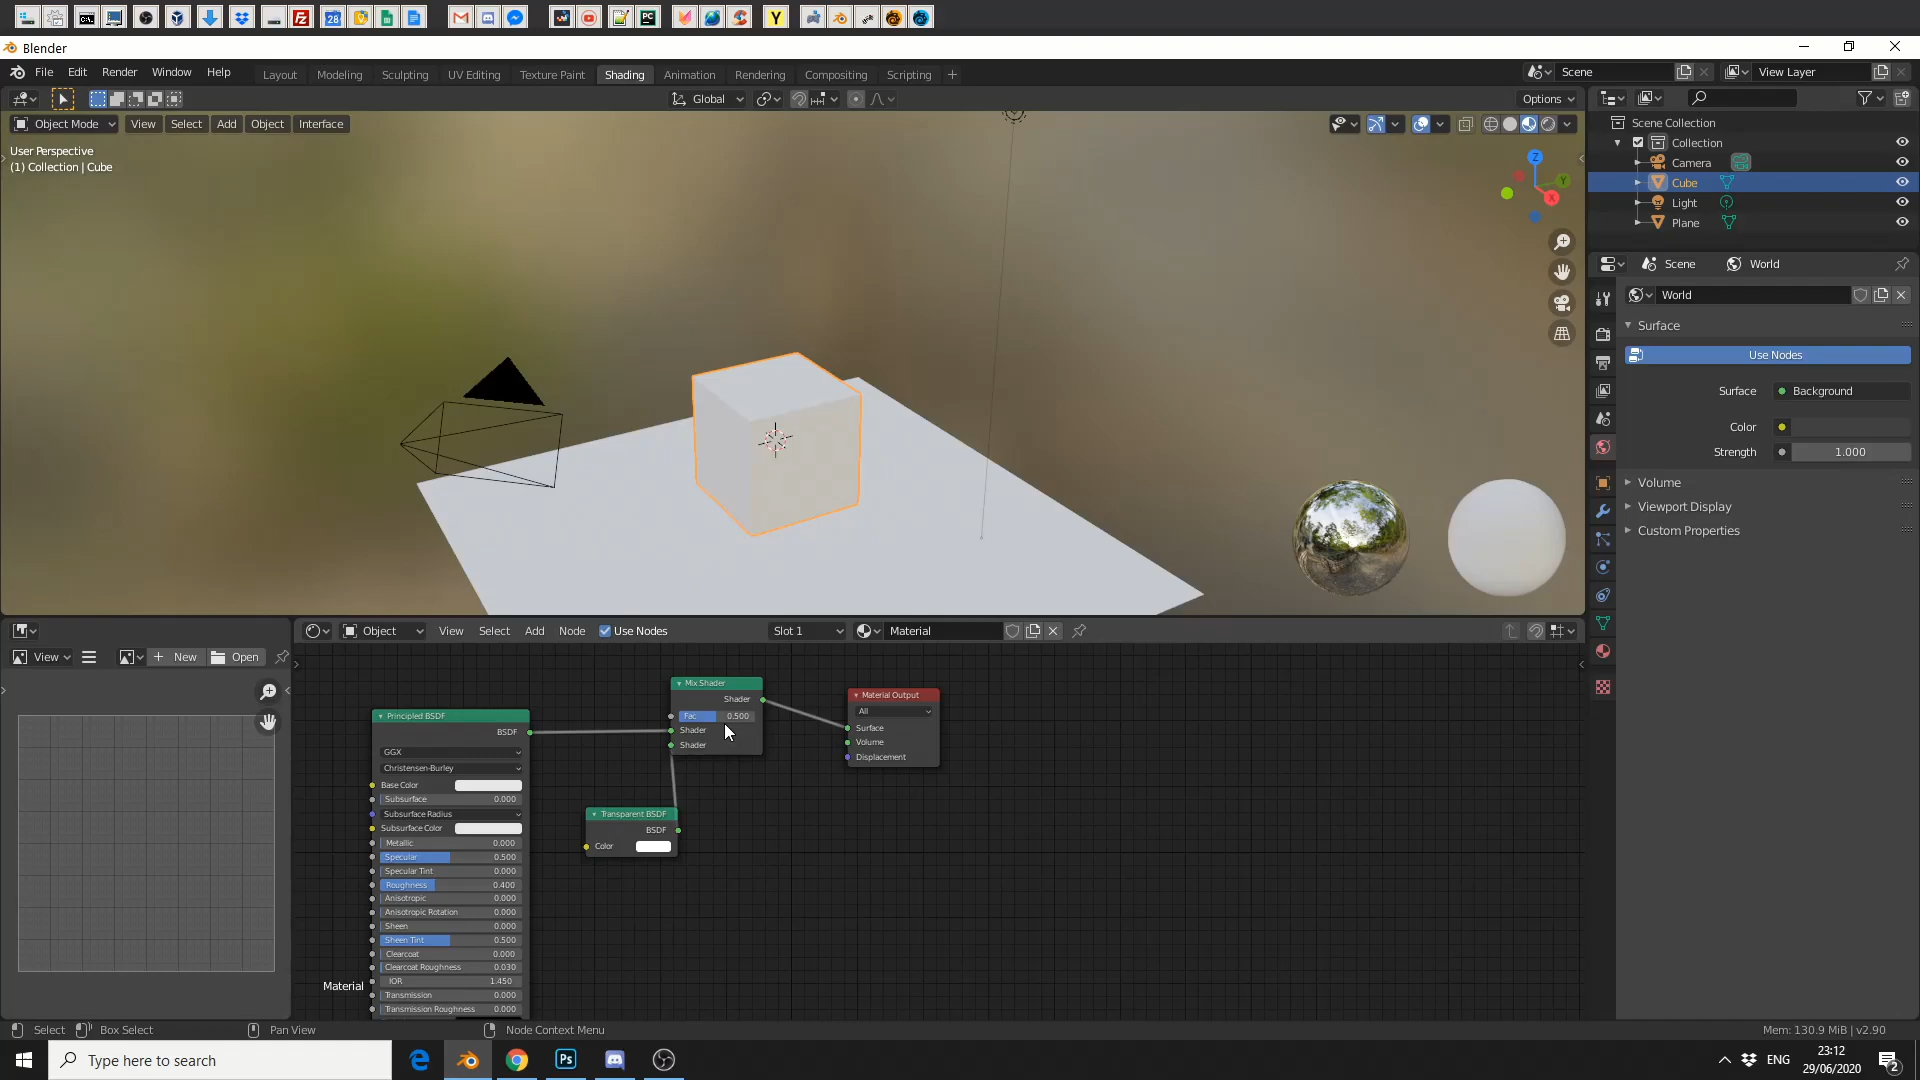 Blender
File Edit Render Window Help Layout Modeling Sculpting UV Editing Texture Paint Shading Animation Rendering Compositing Scripting + Scene View Layer
Global Options
Object Mode View Select Add Object Interface
User Perspective
(1) Collection | Cube
Z
Y
X
Scene Collection
Collection
Camera
Cube
Light
Plane
Scene World
World
Surface
Use Nodes
Surface Background
Color
Strength 1.000
Volume
Viewport Display
Custom Properties
Object View Select Add Node Use Nodes Slot 1 Material
View New Open
Mix Shader
Shader
Fac 0.500
Shader
Shader
Material Output
All
Surface
Volume
Displacement
Principled BSDF
BSDF
GGX
Christensen-Burley
Base Color
Subsurface 0.000
Subsurface Radius
Subsurface Color
Metallic 0.000
Specular 0.500
Specular Tint 0.000
Roughness 0.400
Anisotropic 0.000
Anisotropic Rotation 0.000
Sheen 0.000
Sheen Tint 0.500
Clearcoat 0.000
Clearcoat Roughness 0.030
IOR 1.450
Transmission 0.000
Transmission Roughness 0.000
Transparent BSDF
BSDF
Color
Material
Select Box Select Pan View Node Context Menu Mem: 130.9 MiB | v2.90
Type here to search Ps ENG 23:12
29/06/2020 2